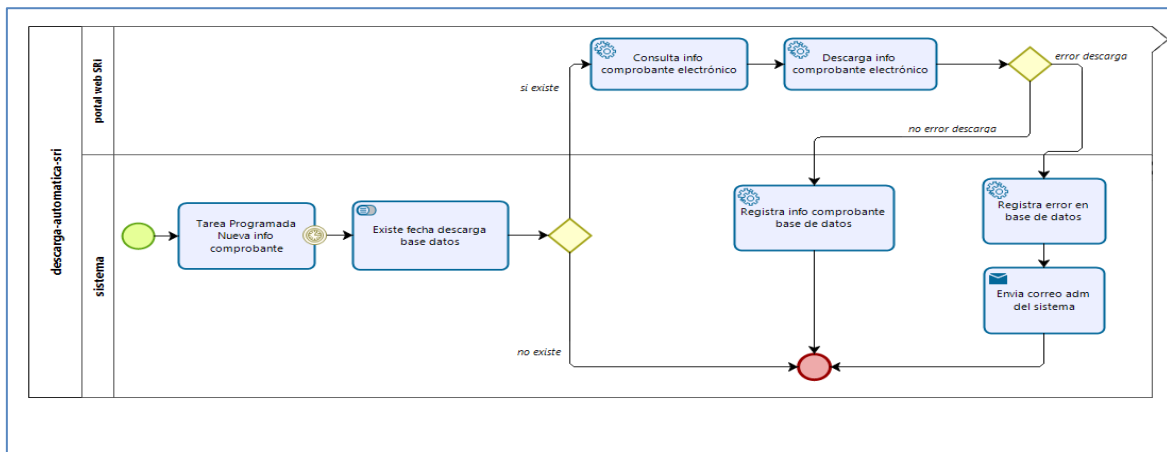 descarga-automatica-sri
portal web SRi
Consulta info
comprobante electrónico
Descarga info
comprobante electrónico
error descarga
si existe
no error descarga
sistema
Tarea Programada
Nueva info
comprobante
Existe fecha descarga
base datos
Registra info comprobante
base de datos
Registra error en
base de datos
Envia correo adm
del sistema
no existe